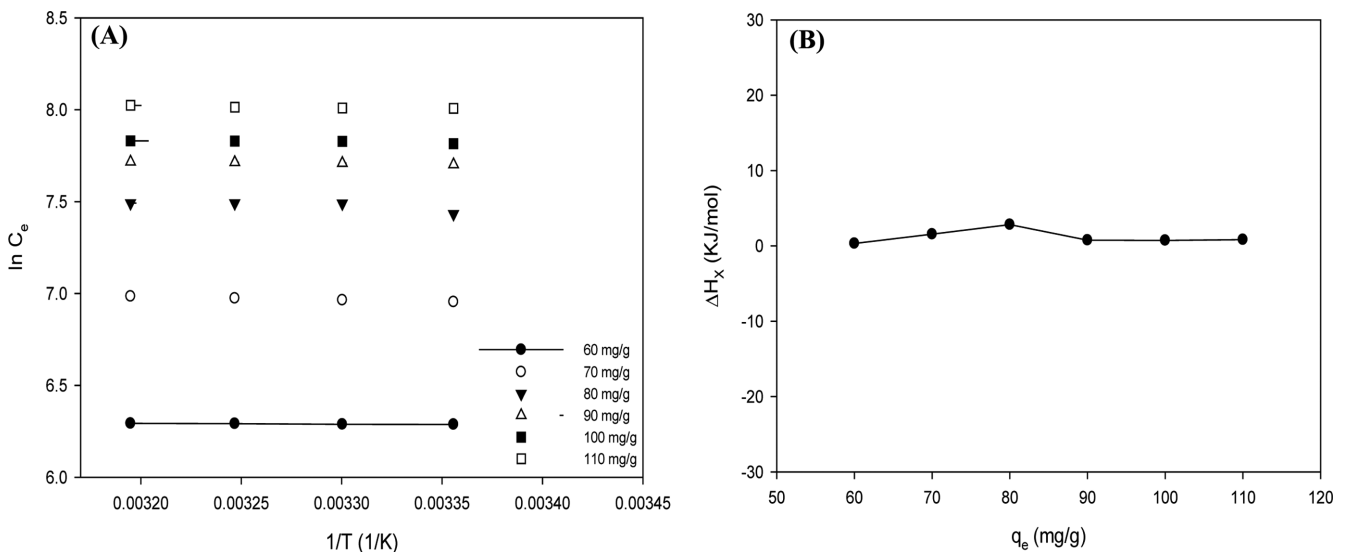 (A)
8.5
8.0
7.5
7.0
6.5
6.0
ln Ce
0.00320 0.00325 0.00330 0.00335 0.00340 0.00345
1/T (1/K)
60 mg/g
70 mg/g
80 mg/g
90 mg/g
100 mg/g
110 mg/g
(B)
30
20
10
0
-10
-20
-30
ΔHX (KJ/mol)
50 60 70 80 90 100 110 120
qe (mg/g)